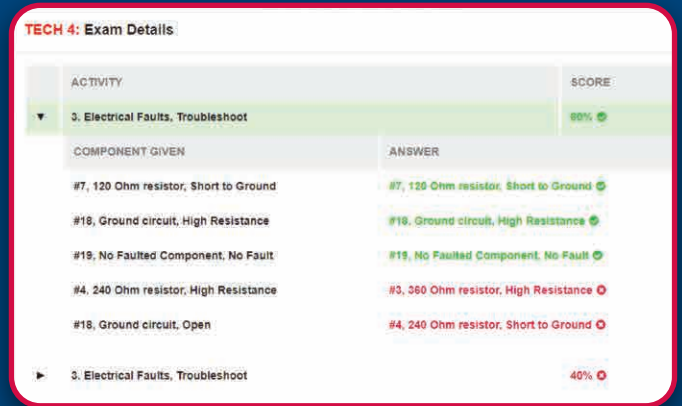 TECH 4: Exam Details
ACTIVITY SCORE
3. Electrical Faults, Troubleshoot 60%
COMPONENT GIVEN ANSWER
#7, 120 Ohm resistor, Short to Ground #7, 120 Ohm resistor, Short to Ground
#18, Ground circuit, High Resistance #18, Ground circuit, High Resistance
#19, No Faulted Component, No Fault #19, No Faulted Component, No Fault
#4, 240 Ohm resistor, High Resistance #3, 360 Ohm resistor, High Resistance
#18, Ground circuit, Open #4, 240 Ohm resistor, Short to Ground
3. Electrical Faults, Troubleshoot 40%